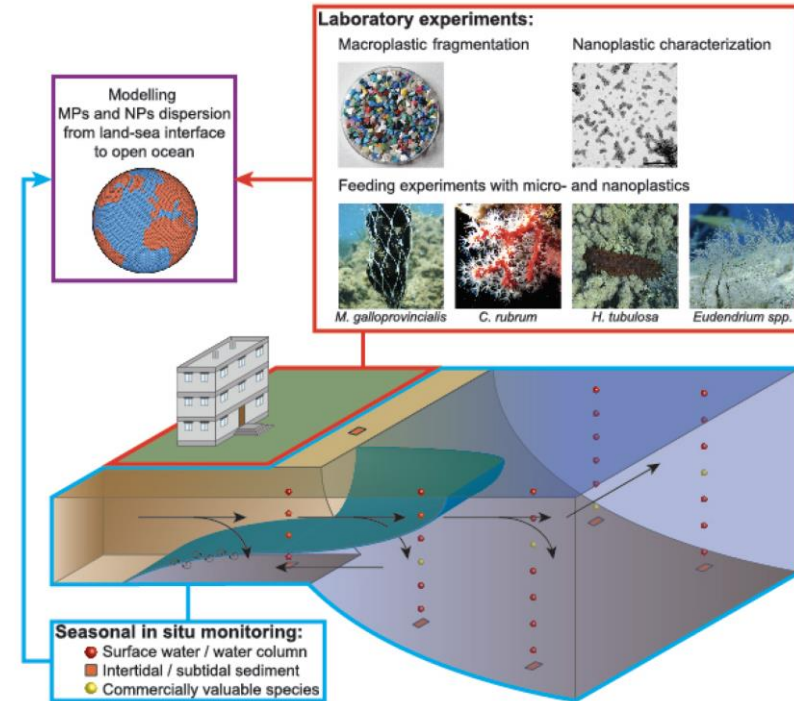 Laboratory experiments:
Macroplastic fragmentation
Nanoplastic characterization
Modelling
MPs and NPs dispersion
from land-sea interface
to open ocean
Feeding experiments with micro- and nanoplastics
M. galloprovincialis
C. rubrum
H. tubulosa
Eudendrium spp.
Seasonal in situ monitoring:
Surface water / water column
Intertidal / subtidal sediment
Commercially valuable species